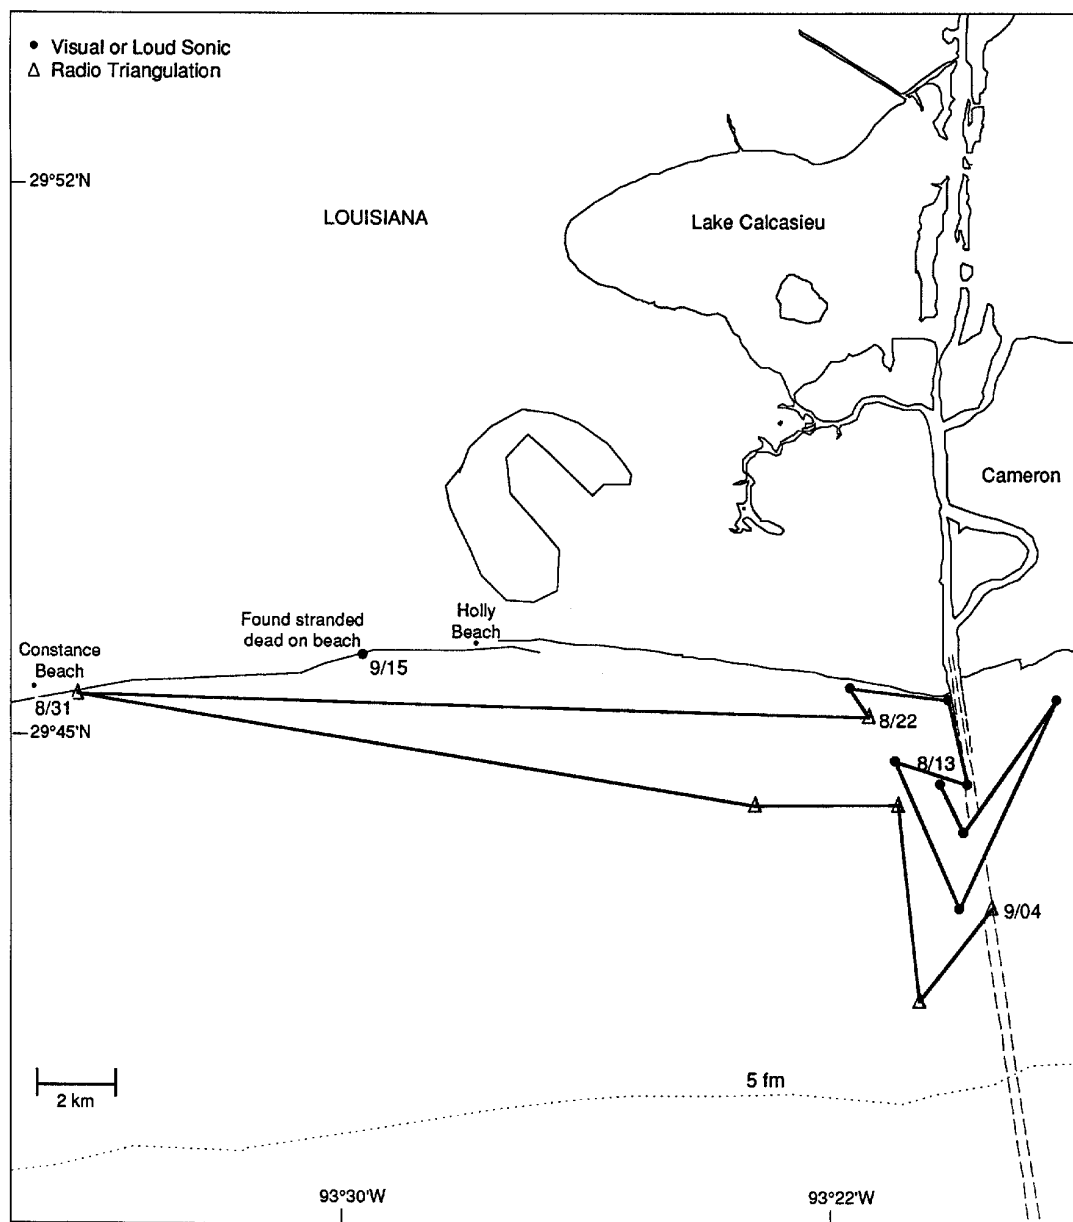 • Visual or Loud Sonic
△ Radio Triangulation
29°52'N
LOUISIANA
Lake Calcasieu
Cameron
Found stranded
dead on beach
9/15
Holly
Beach
Constance
Beach
8/31
29°45'N
8/22
8/13
9/04
2 km
5 fm
93°30'W
93°22'W